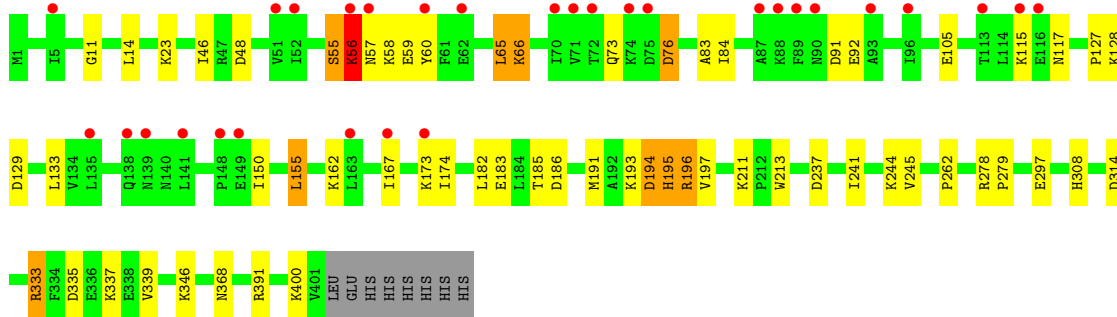 M1 I5 G11 L14 K23 I46 R47 D48 V51 I52 S55 K56 N57 K58 E59 Y60 F61 E62 L65 K66 I70 V71 T72 Q73 K74 D75 D76 A83 I84 A87 K88 F89 N90 D91 E92 A93 I96 E105 T113 L114 K115 E116 N117 P127 K128
D129 L133 V134 L135 Q138 N139 N140 L141 P148 E149 I150 L155 K162 L163 I167 K173 I174 L182 E183 L184 T185 D186 M191 A192 K193 D194 H195 R196 V197 K211 P212 W213 D237 I241 K244 V245 P262 R278 P279 E297 H308 D314
R333 F334 D335 E336 K337 E338 V339 K346 N368 R391 K400 V401 LEU GLU HIS HIS HIS HIS HIS HIS